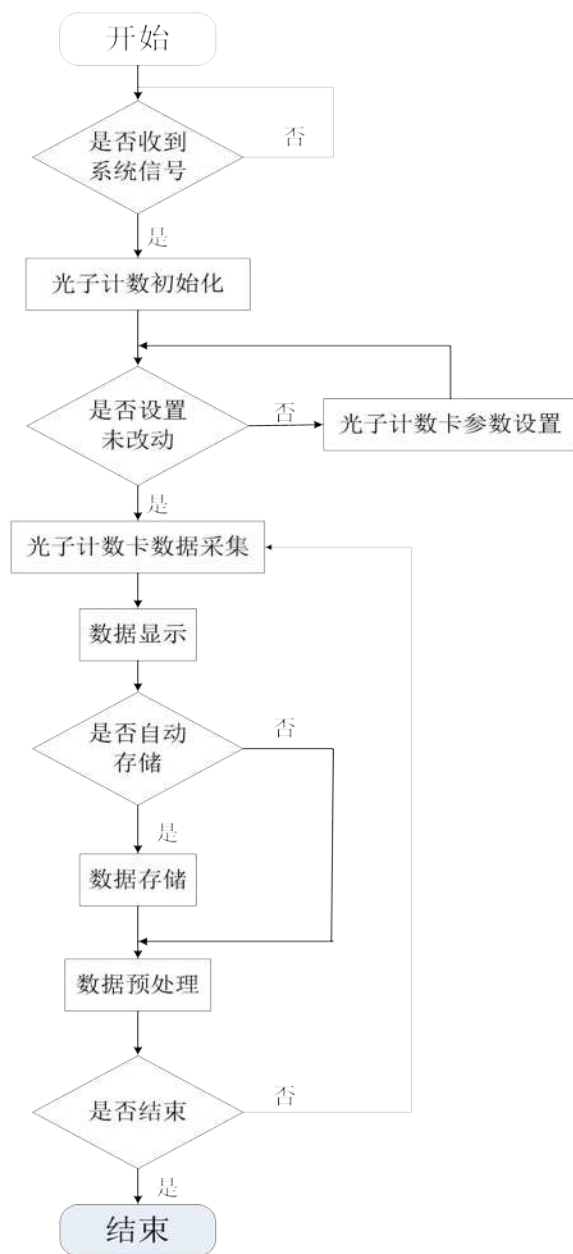 开始
是否收到
系统信号
否
是
光子计数初始化
是否设置
未改动
否
光子计数卡参数设置
是
光子计数卡数据采集
数据显示
是否自动
存储
否
是
数据存储
数据预处理
是否结束
否
是
结束